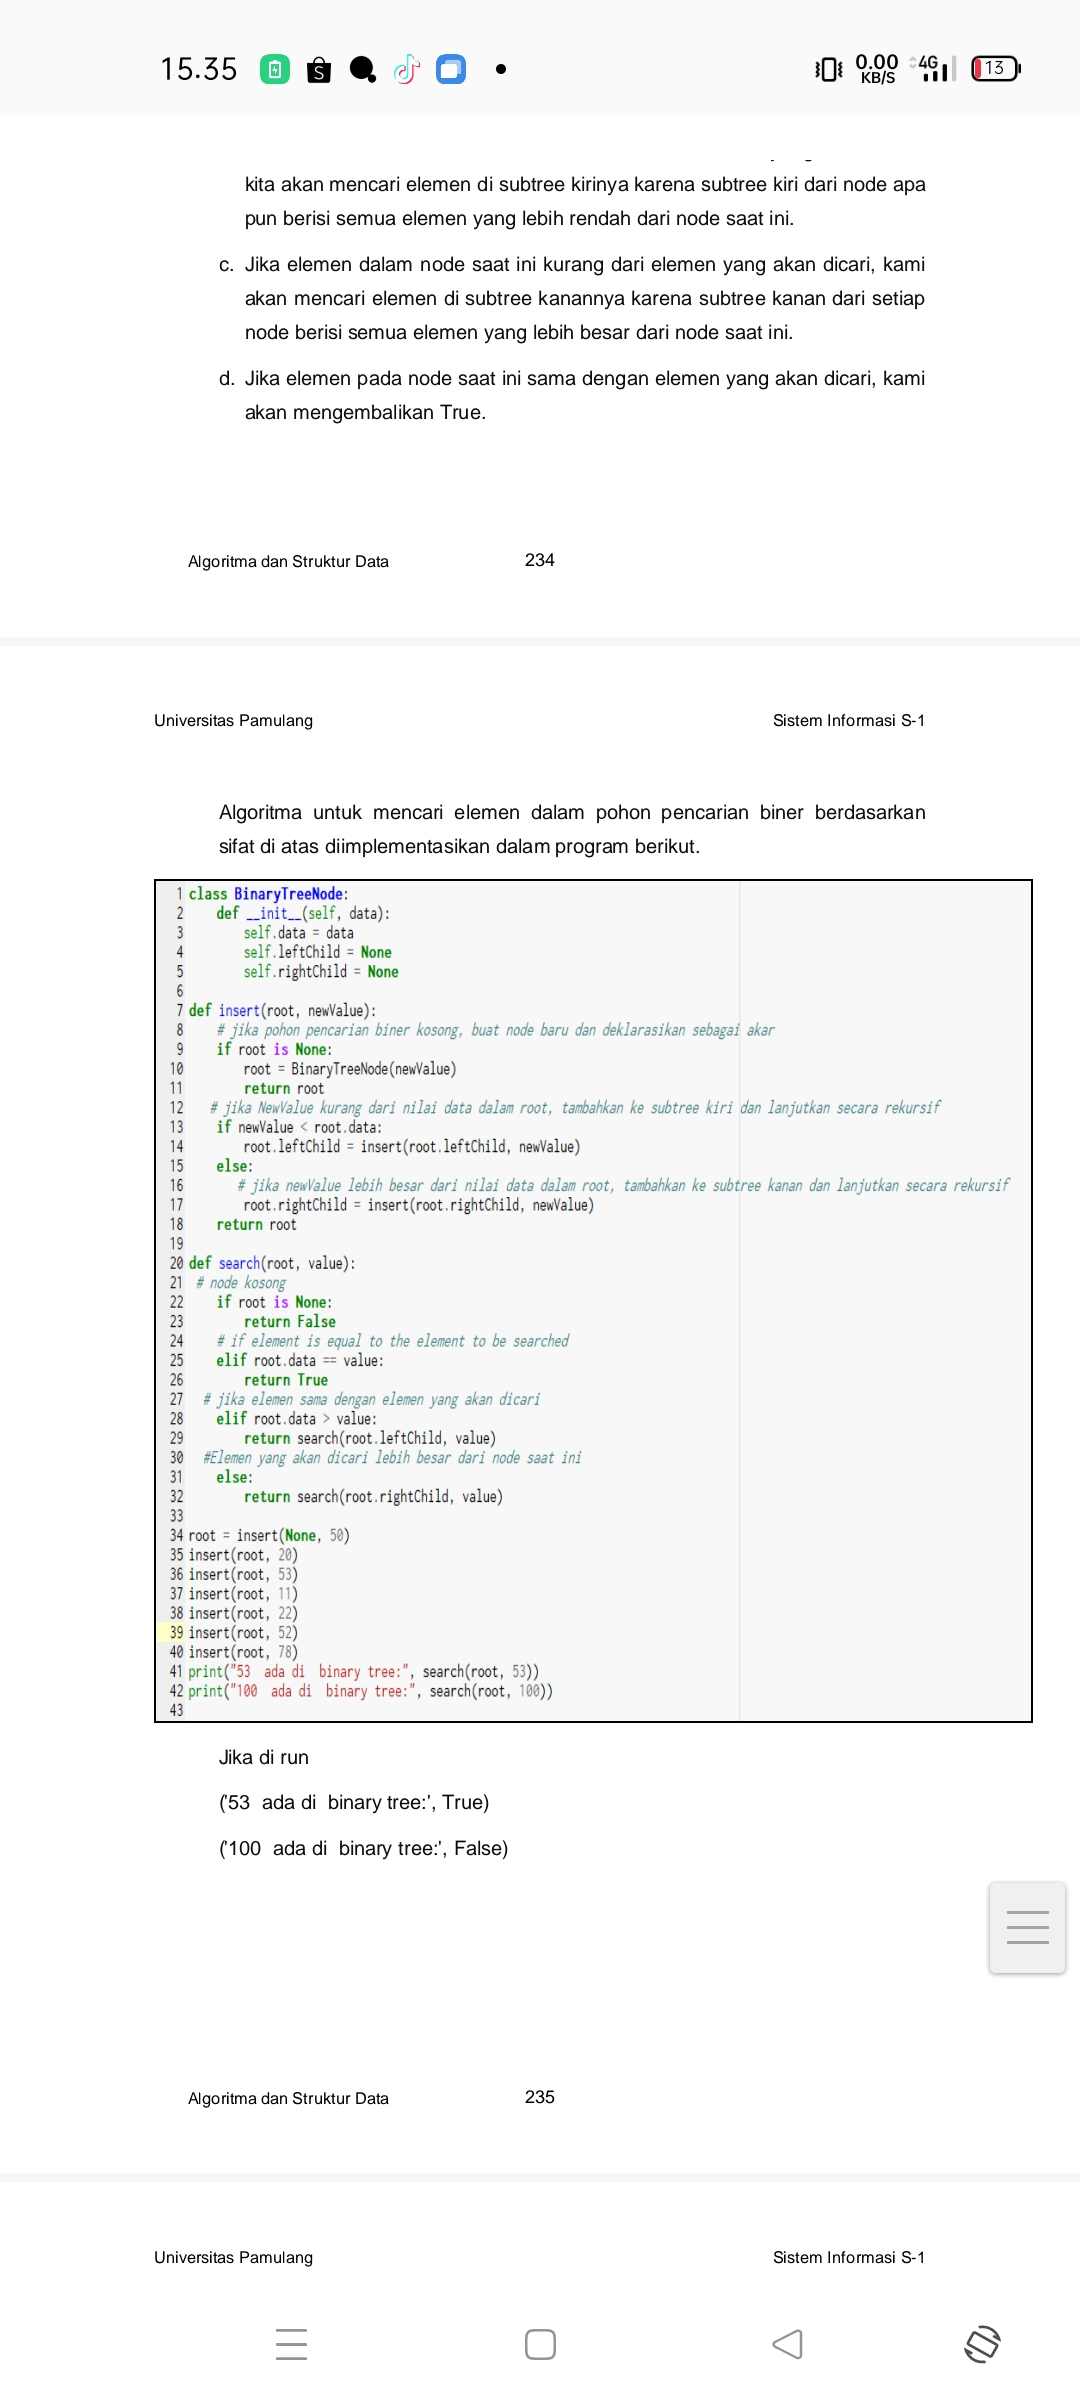 15.35
0.00
KB/S
4G
13
kita akan mencari elemen di subtree kirinya karena subtree kiri dari node apa
pun berisi semua elemen yang lebih rendah dari node saat ini.
c. Jika elemen dalam node saat ini kurang dari elemen yang akan dicari, kami
akan mencari elemen di subtree kanannya karena subtree kanan dari setiap
node berisi semua elemen yang lebih besar dari node saat ini.
d. Jika elemen pada node saat ini sama dengan elemen yang akan dicari, kami
akan mengembalikan True.
Algoritma dan Struktur Data 234
Universitas Pamulang Sistem Informasi S-1
Algoritma untuk mencari elemen dalam pohon pencarian biner berdasarkan
sifat di atas diimplementasikan dalam program berikut.
1 class BinaryTreeNode:
2     def __init__(self, data):
3         self.data = data
4         self.leftChild = None
5         self.rightChild = None
6
7 def insert(root, newValue):
8     # jika pohon pencarian biner kosong, buat node baru dan deklarasikan sebagai akar
9     if root is None:
10         root = BinaryTreeNode(newValue)
11         return root
12    # jika NewValue kurang dari nilai data dalam root, tambahkan ke subtree kiri dan lanjutkan secara rekursif
13     if newValue < root.data:
14         root.leftChild = insert(root.leftChild, newValue)
15     else:
16        # jika newValue lebih besar dari nilai data dalam root, tambahkan ke subtree kanan dan lanjutkan secara rekursif
17         root.rightChild = insert(root.rightChild, newValue)
18     return root
19
20 def search(root, value):
21  # node kosong
22     if root is None:
23         return False
24     # if element is equal to the element to be searched
25     elif root.data == value:
26         return True
27   # jika elemen sama dengan elemen yang akan dicari
28     elif root.data > value:
29         return search(root.leftChild, value)
30   #Elemen yang akan dicari lebih besar dari node saat ini
31     else:
32         return search(root.rightChild, value)
33
34 root = insert(None, 50)
35 insert(root, 20)
36 insert(root, 53)
37 insert(root, 11)
38 insert(root, 22)
39 insert(root, 52)
40 insert(root, 78)
41 print("53  ada di  binary tree:", search(root, 53))
42 print("100  ada di  binary tree:", search(root, 100))
43
Jika di run
('53  ada di  binary tree:', True)
('100  ada di  binary tree:', False)
Algoritma dan Struktur Data 235
Universitas Pamulang Sistem Informasi S-1